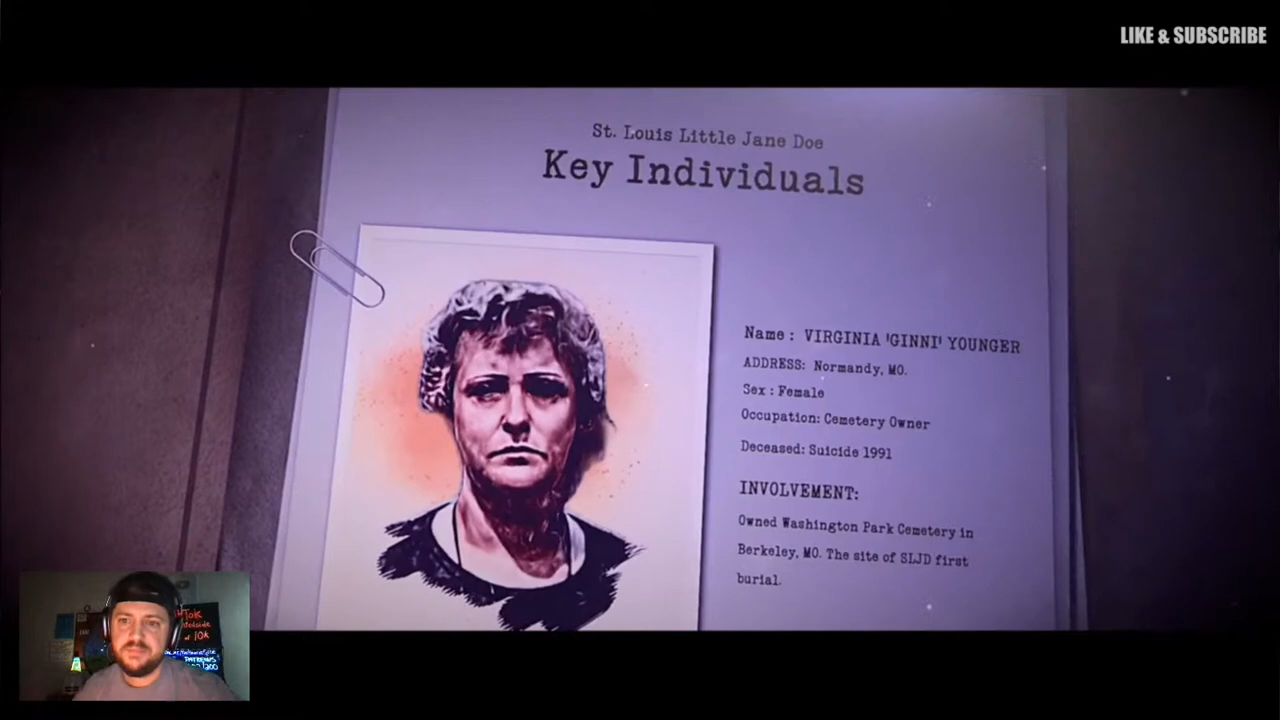 LIKE & SUBSCRIBE
St. Louis Little Jane Doe
Key Individuals
Name : VIRGINIA 'GINNI' YOUNGER
ADDRESS: Normandy, MO.
Sex : Female
Occupation: Cemetery Owner
Deceased: Suicide 1991
INVOLVEMENT:
Owned Washington Park Cemetery in
Berkeley, MO. The site of SLJD first
burial.
of 10K